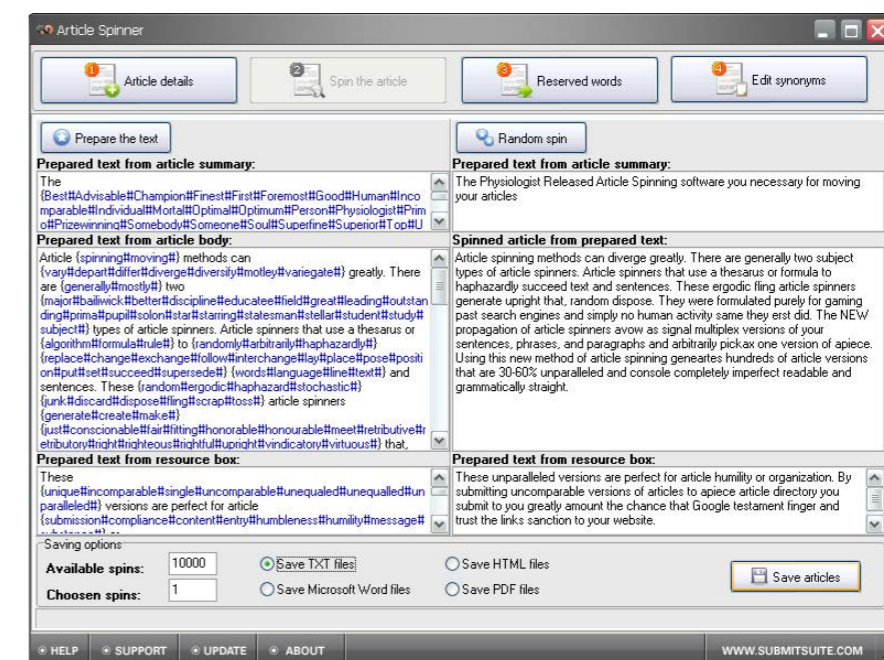 Article Spinner
1 Article details
2 Spin the article
3 Reserved words
4 Edit synonyms
Prepare the text
Random spin
Prepared text from article summary:
The
{Best#Advisable#Champion#Finest#First#Foremost#Good#Human#Inco
mparable#Individual#Mortal#Optimal#Optimum#Person#Physiologist#Prim
o#Prizewinning#Somebody#Someone#Soul#Superfine#Superior#Top#U
Prepared text from article summary:
The Physiologist Released Article Spinning software you necessary for moving
your articles
Prepared text from article body:
Article {spinning#moving#} methods can
{vary#depart#differ#diverge#diversify#motley#variegate#} greatly. There
are {generally#mostly#} two
{major#bailiwick#better#discipline#educatee#field#great#leading#outstan
ding#prima#pupil#solon#star#starring#statesman#stellar#student#study#
subject#} types of article spinners. Article spinners that use a thesarus or
{algorithm#formula#rule#} to {randomly#arbitrarily#haphazardly#}
{replace#change#exchange#follow#interchange#lay#place#pose#positi
on#put#set#succeed#supersede#} {words#language#line#text#} and
sentences. These {random#ergodic#haphazard#stochastic#}
{junk#discard#dispose#fling#scrap#toss#} article spinners
{generate#create#make#}
{just#conscionable#fair#fitting#honorable#honourable#meet#retributive#r
etributory#right#righteous#rightful#upright#vindicatory#virtuous#} that,
Spinned article from prepared text:
Article spinning methods can diverge greatly. There are generally two subject
types of article spinners. Article spinners that use a thesarus or formula to
haphazardly succeed text and sentences. These ergodic fling article spinners
generate upright that, random dispose. They were formulated purely for gaming
past search engines and simply no human activity same they erst did. The NEW
propagation of article spinners avow as signal multiplex versions of your
sentences, phrases, and paragraphs and arbitrarily pickax one version of apiece.
Using this new method of article spinning geneartes hundreds of article versions
that are 30-60% unparalleled and console completely imperfect readable and
grammatically straight.
Prepared text from resource box:
These
{unique#incomparable#single#uncomparable#unequaled#unequalled#un
paralleled#} versions are perfect for article
{submission#compliance#content#entry#humbleness#humility#message#
Prepared text from resource box:
These unparalleled versions are perfect for article humility or organization. By
submitting uncomparable versions of articles to apiece article directory you
submit to you greatly amount the chance that Google testament finger and
trust the links sanction to your website.
Saving options
Available spins: 10000
Choosen spins: 1
Save TXT files
Save Microsoft Word files
Save HTML files
Save PDF files
Save articles
HELP
SUPPORT
UPDATE
ABOUT
WWW.SUBMITSUITE.COM